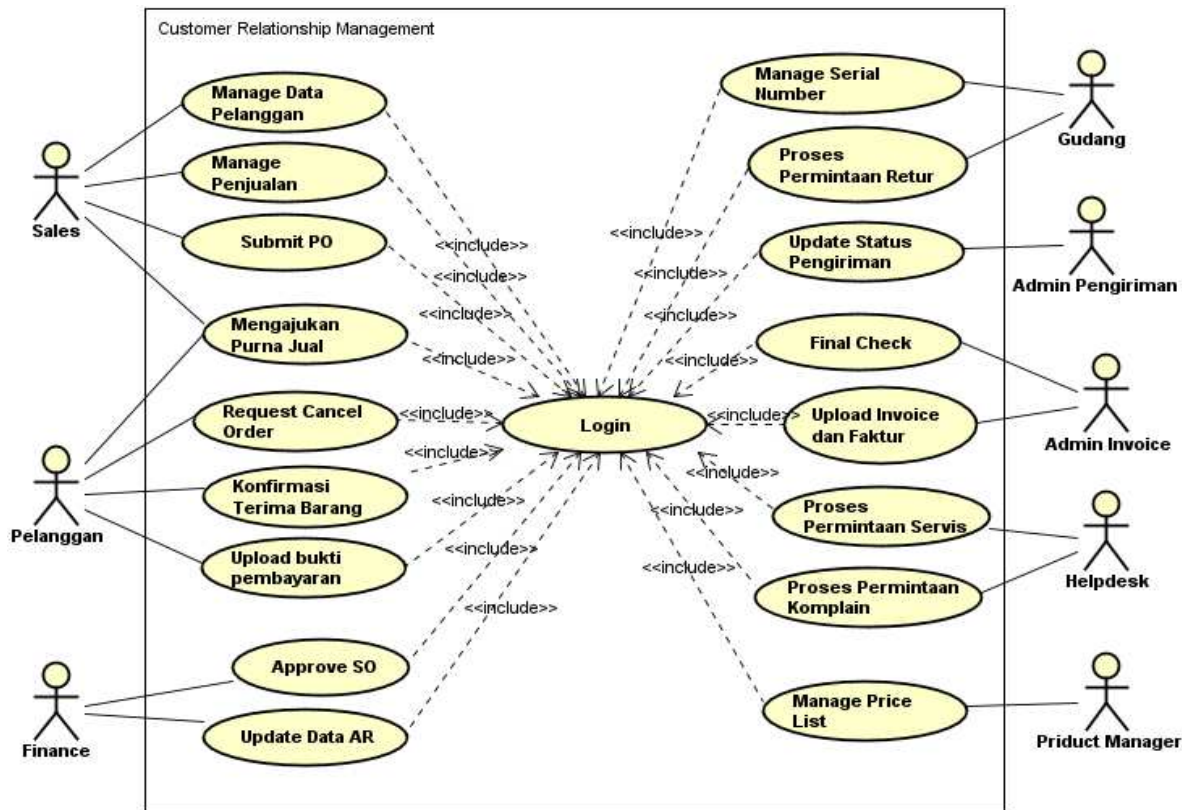 Customer Relationship Management
Manage Data
Pelanggan
Manage
Penjualan
Submit PO
Mengajukan
Purna Jual
Request Cancel
Order
Konfirmasi
Terima Barang
Upload bukti
pembayaran
Approve SO
Update Data AR
Sales
Pelanggan
Finance
<<include>>
<<include>>
<<include>>
<<include>>
<<include>>
<<include>>
<<include>>
<<include>>
<<include>>
Login
<<include>>
<<include>>
<<include>>
<<include>>
<<include>>
<<include>>
<<include>>
<<include>>
Manage Serial
Number
Proses
Permintaan Retur
Update Status
Pengiriman
Final Check
Upload Invoice
dan Faktur
Proses
Permintaan Servis
Proses Permintaan
Komplain
Manage Price
List
Gudang
Admin Pengiriman
Admin Invoice
Helpdesk
Priduct Manager